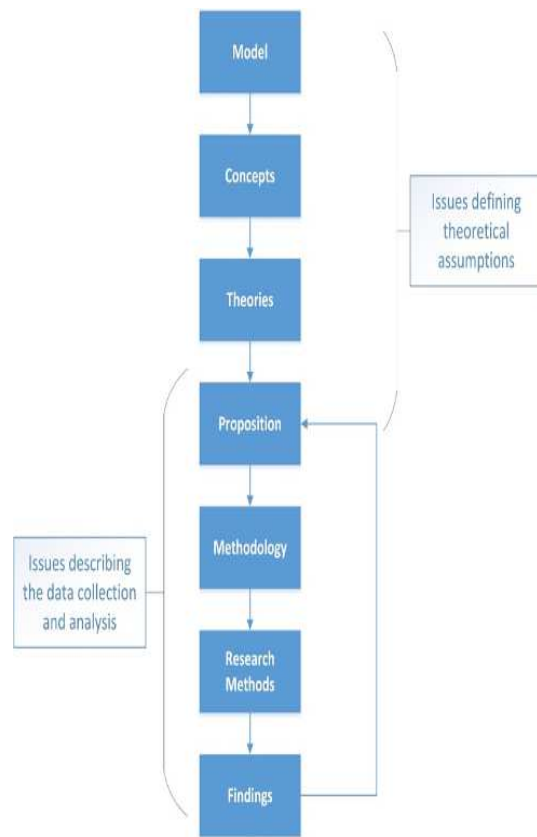 Model
Concepts
Issues defining
theoretical
assumptions
Theories
Proposition
Methodology
Issues describing
the data collection
and analysis
Research
Methods
Findings